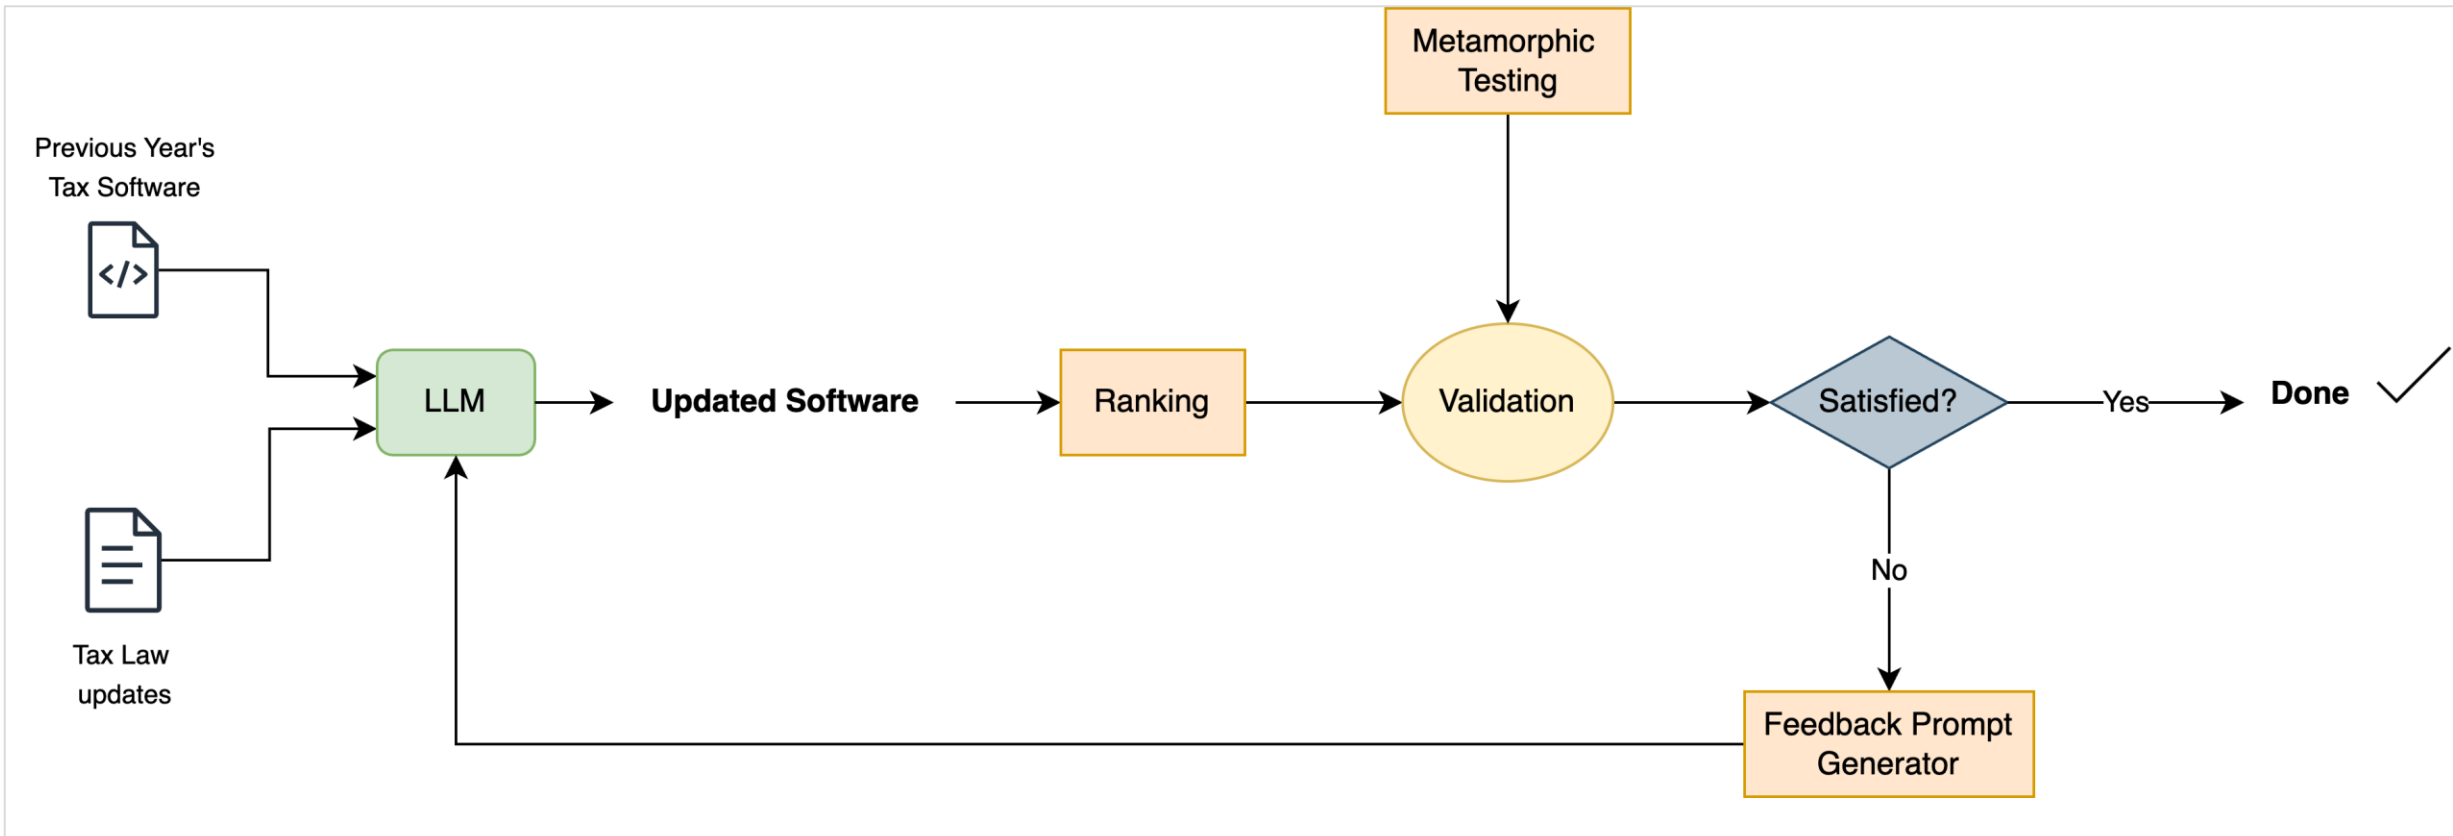 Metamorphic
Testing
Previous Year's
Tax Software
</>
LLM
Updated Software
Ranking
Validation
Satisfied?
Yes
Done
No
Tax Law
updates
Feedback Prompt
Generator